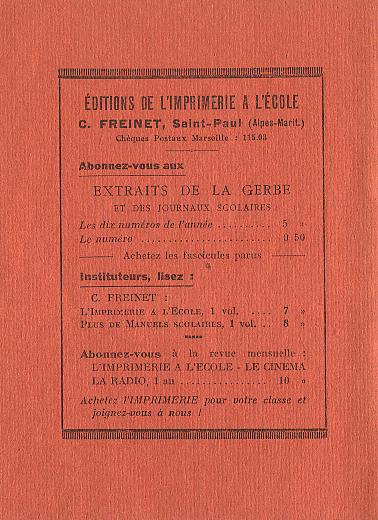 ÉDITIONS DE L'IMPRIMERIE A L'ÉCOLE
C. FREINET, Saint-Paul (Alpes-Marit.)
Chèques Postaux Marseille : 115.03
Abonnez-vous aux
EXTRAITS DE LA GERBE
ET DES JOURNAUX SCOLAIRES
Les dix numéros de l'année .......... 5 »
Le numéro ........................ 0 50
Achetez les fascicules parus
Instituteurs, lisez :
C. FREINET :
L'IMPRIMERIE A L'ECOLE, 1 vol. .... 7 »
PLUS DE MANUELS SCOLAIRES, 1 vol. .. 8 »
Abonnez-vous à la revue mensuelle :
L'IMPRIMERIE A L'ECOLE - LE CINEMA
LA RADIO, 1 an ................ 10 »
Achetez l'IMPRIMERIE pour votre classe et
joignez-vous à nous !